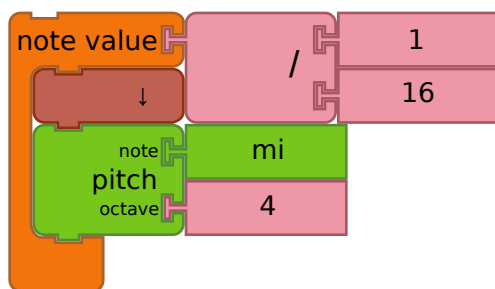 note value / 1
16
↓
note mi
pitch
octave 4